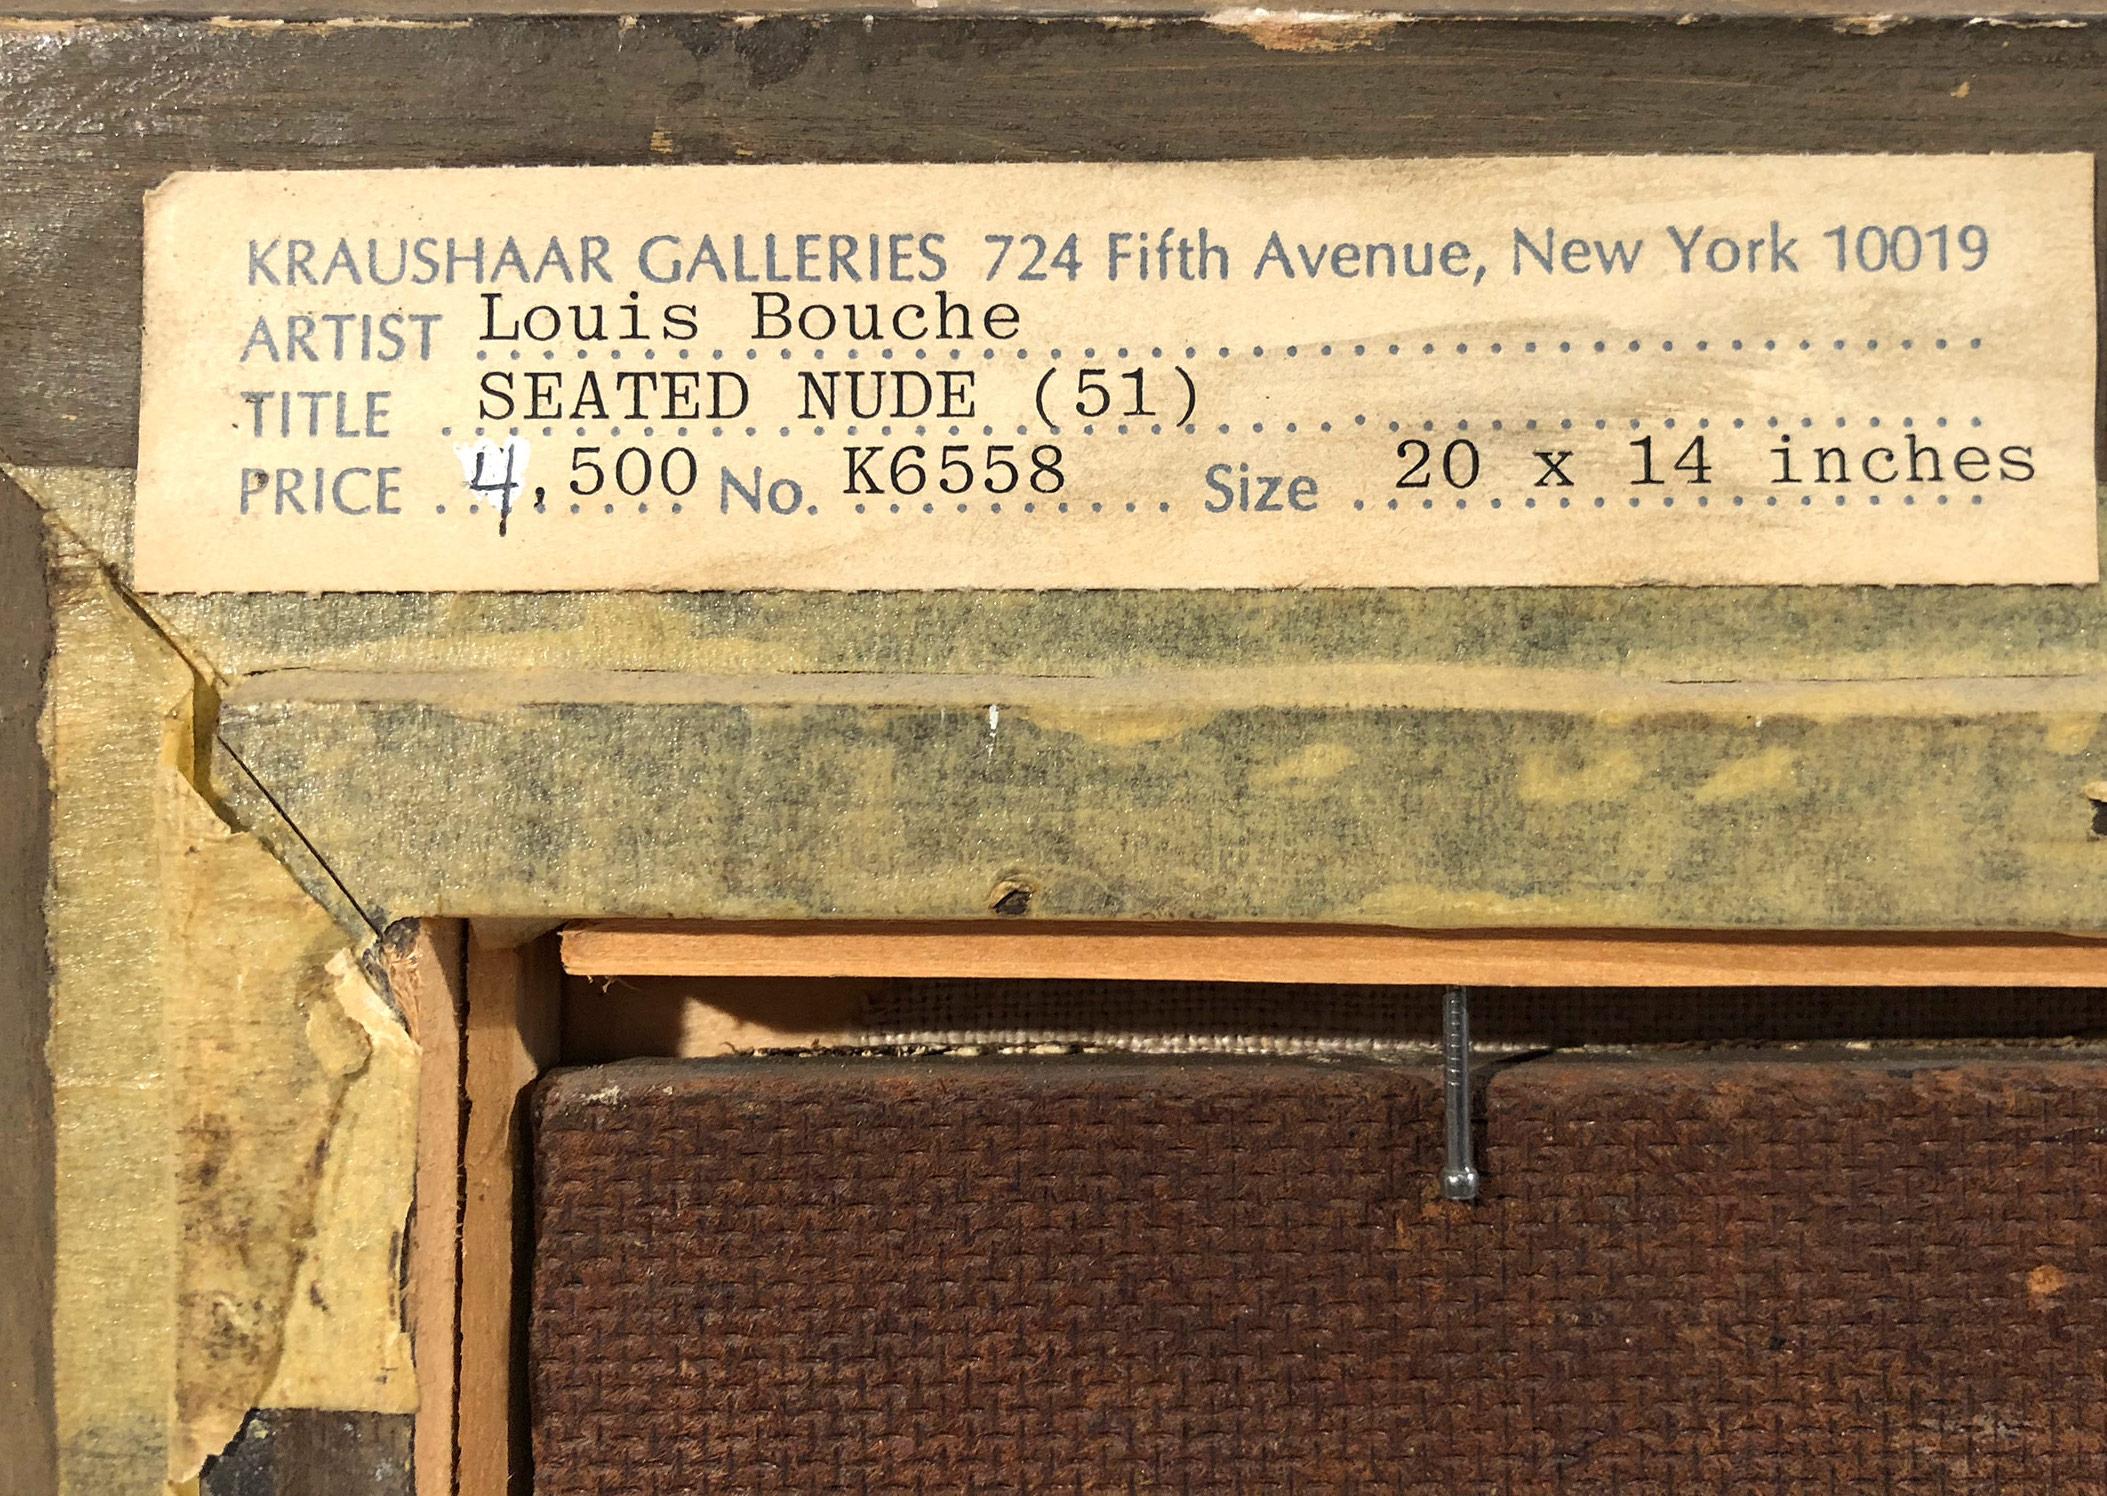 KRAUSHAAR GALLERIES 724 Fifth Avenue, New York 10019
ARTIST Louis Bouche
TITLE SEATED NUDE (51)
PRICE 4,500 No. K6558 Size 20 x 14 inches